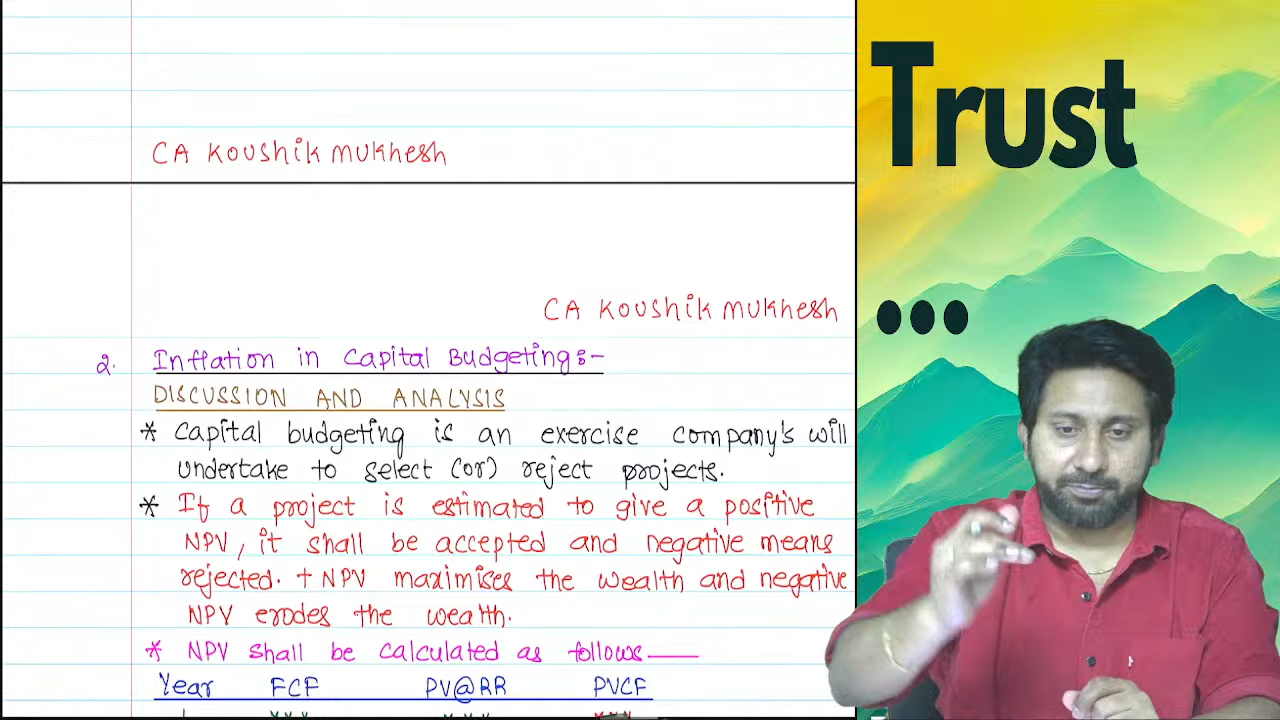 CA Koushik Mukhesh
CA Koushik Mukhesh
2. Inflation in Capital Budgeting:-
DISCUSSION AND ANALYSIS
* Capital budgeting is an exercise company's will
undertake to select (or) reject projects.
* If a project is estimated to give a positive
NPV, it shall be accepted and negative means
rejected. + NPV maximises the wealth and negative
NPV erodes the wealth.
* NPV shall be calculated as follows
Year FCF PV@RR PVCF
Trust
...